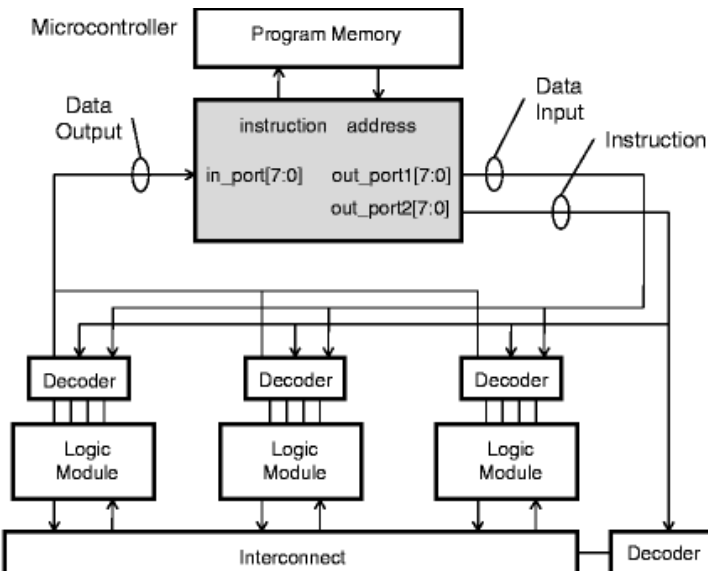 Microcontroller
Program Memory
Data
Output
instruction address
Data
Input
Instruction
in_port[7:0] out_port1[7:0]
out_port2[7:0]
Decoder
Decoder
Decoder
Logic
Module
Logic
Module
Logic
Module
Interconnect
Decoder